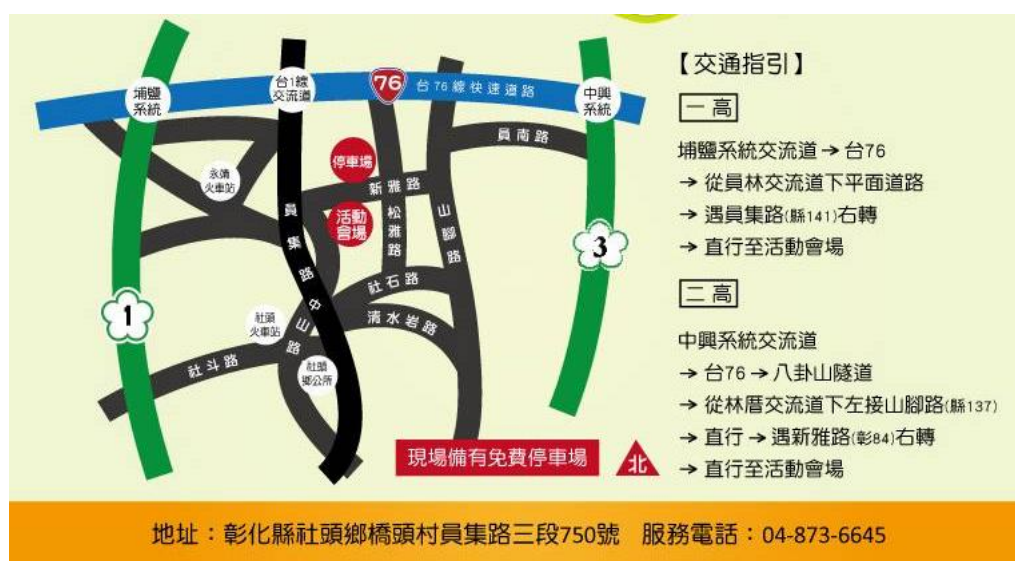 埔鹽
系統
台1線
交流道
76
台76線快速道路
中興
系統
員南路
停車場
永靖
火車站
新雅路
活動
會場
員集路
松雅路
山腳路
3
1
社石路
中山路
清水岩路
社頭
火車站
社斗路
社頭
鄉公所
現場備有免費停車場
北
【交通指引】
一高
埔鹽系統交流道→台76
→ 從員林交流道下平面道路
→ 遇員集路(縣141)右轉
→ 直行至活動會場
二高
中興系統交流道
→ 台76 → 八卦山隧道
→ 從林厝交流道下左接山腳路(縣137)
→ 直行 → 遇新雅路(彰84)右轉
→ 直行至活動會場
地址：彰化縣社頭鄉橋頭村員集路三段750號 服務電話：04-873-6645